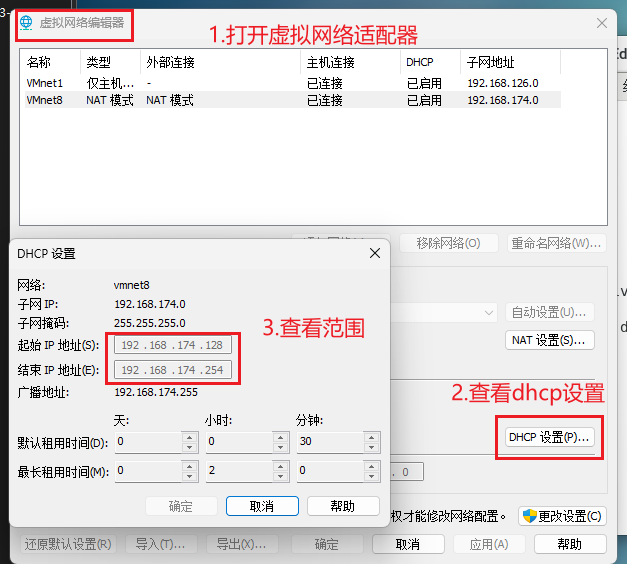 3-
虚拟网络编辑器
1.打开虚拟网络适配器
名称 类型 外部连接 主机连接 DHCP 子网地址
VMnet1 仅主机... - 已连接 已启用 192.168.126.0
VMnet8 NAT 模式 NAT 模式 已连接 已启用 192.168.174.0
移除网络(O) 重命名网络(W)...
DHCP 设置
网络: vmnet8
子网 IP: 192.168.174.0
子网掩码: 255.255.255.0
起始 IP 地址(S): 192 .168 .174 .128
结束 IP 地址(E): 192 .168 .174 .254
广播地址: 192.168.174.255
3.查看范围
天: 小时: 分钟:
默认租用时间(D): 0 0 30
最长租用时间(M): 0 2 0
确定 取消 帮助
自动设置(U)...
NAT 设置(S)...
2.查看dhcp设置
DHCP 设置(P)...
. 0
权才能修改网络配置。 更改设置(C)
还原默认设置(R) 导入(T)... 导出(X)... 确定 取消 应用(A) 帮助